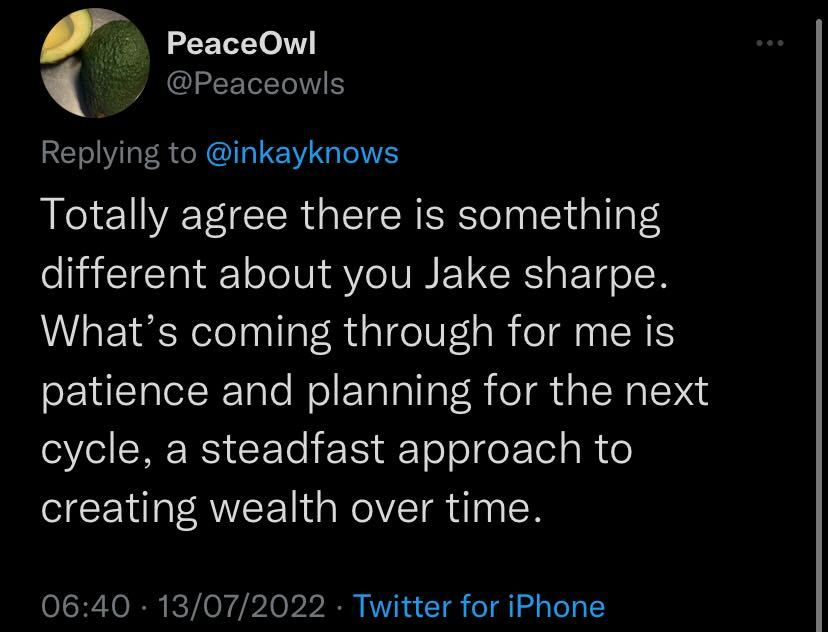 PeaceOwl
@Peaceowls
Replying to @inkayknows
Totally agree there is something
different about you Jake sharpe.
What’s coming through for me is
patience and planning for the next
cycle, a steadfast approach to
creating wealth over time.
06:40 · 13/07/2022 · Twitter for iPhone